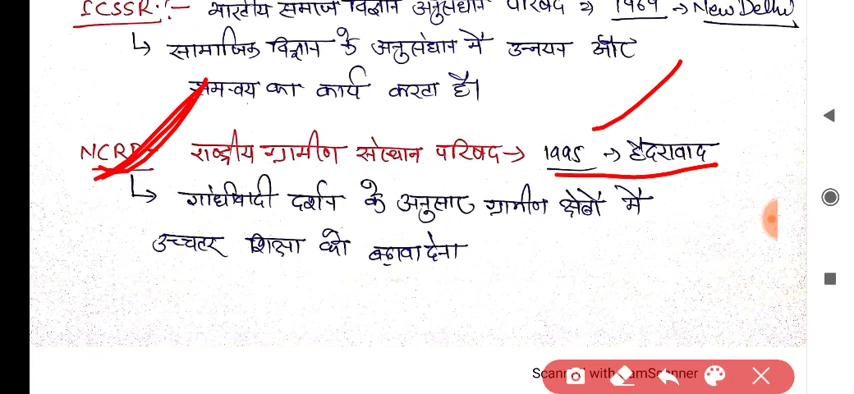 ICSSR :- भारतीय समाज विज्ञान अनुसंधान परिषद → 1969 → New Delhi
↳ सामाजिक विज्ञान के अनुसंधान में उन्नयन और
समन्वय का कार्य करता है।
NCRI राष्ट्रीय ग्रामीण संस्थान परिषद → 1995 → हैदरावाद
↳ गांधीवादी दर्शन के अनुसार ग्रामीण क्षेत्रों में
उच्चतर शिक्षा को बढ़ावा देना
Scanned with CamScanner